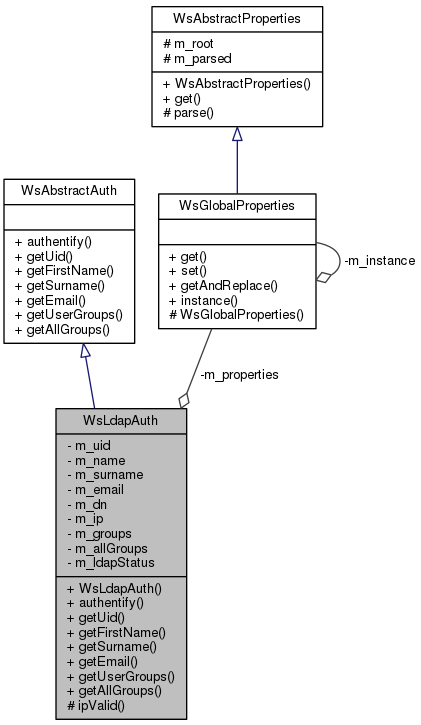 WsAbstractProperties
# m_root
# m_parsed
+ WsAbstractProperties()
+ get()
# parse()
WsAbstractAuth
+ authentify()
+ getUid()
+ getFirstName()
+ getSurname()
+ getEmail()
+ getUserGroups()
+ getAllGroups()
WsGlobalProperties
+ get()
+ set()
+ getAndReplace()
+ instance()
# WsGlobalProperties()
-m_instance
-m_properties
WsLdapAuth
- m_uid
- m_name
- m_surname
- m_email
- m_dn
- m_ip
- m_groups
- m_allGroups
- m_ldapStatus
+ WsLdapAuth()
+ authentify()
+ getUid()
+ getFirstName()
+ getSurname()
+ getEmail()
+ getUserGroups()
+ getAllGroups()
# ipValid()